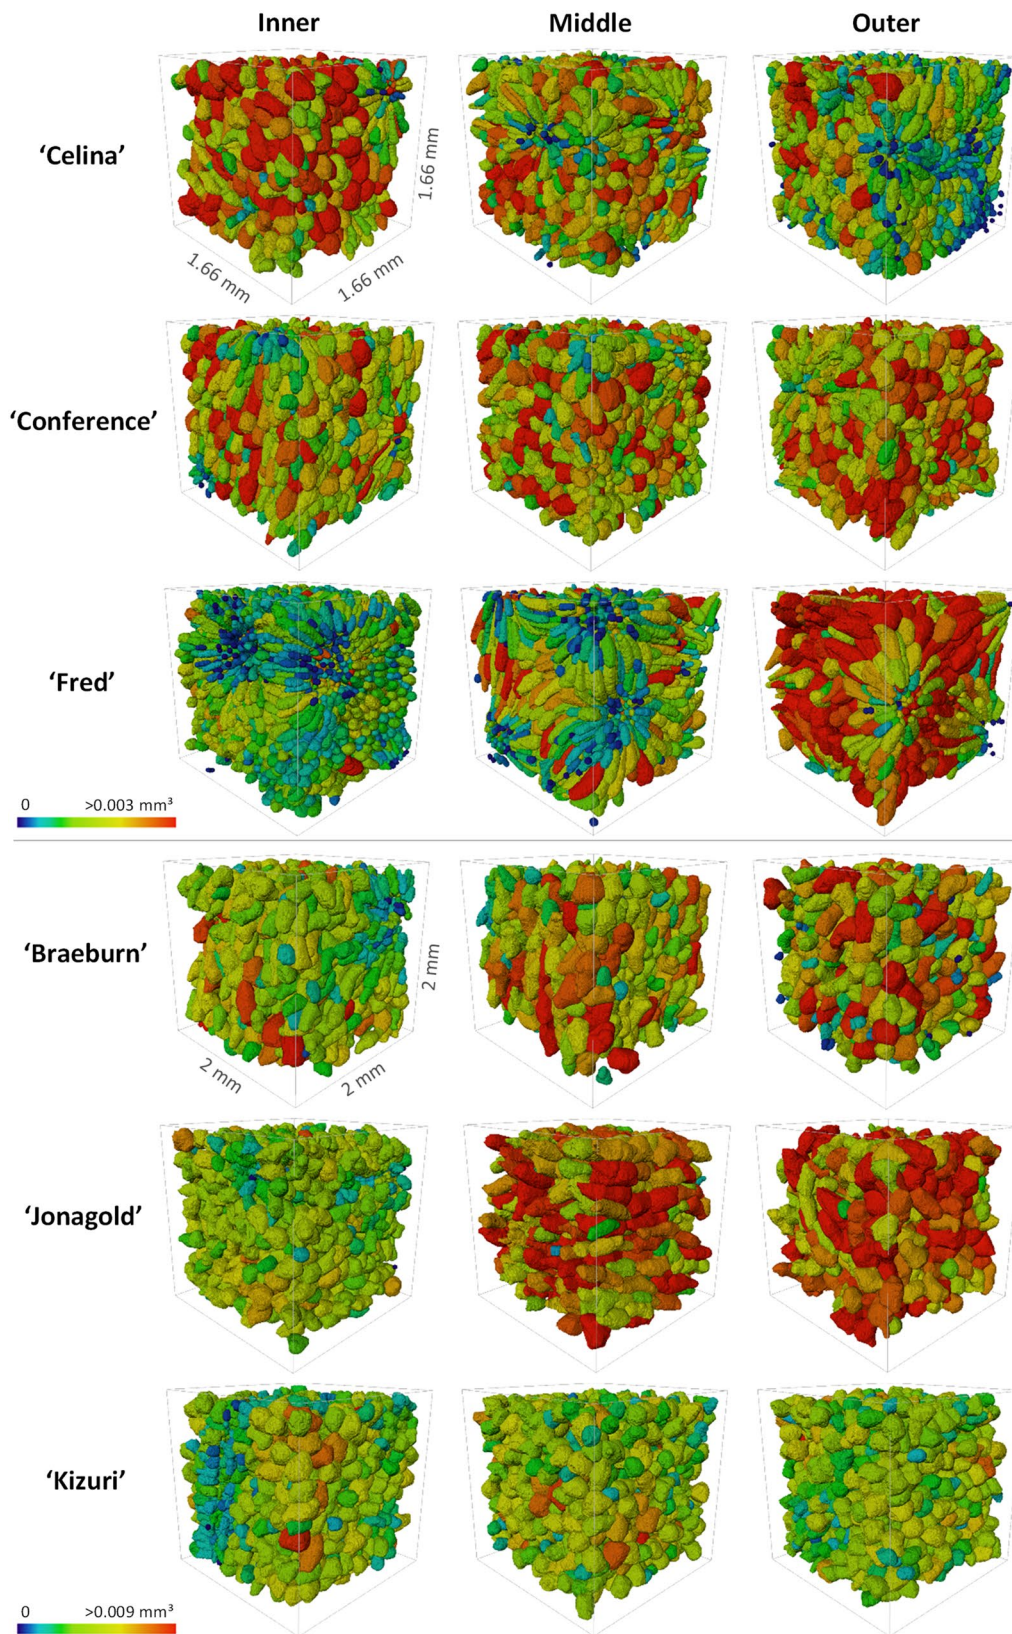 Inner Middle Outer
‘Celina’
1.66 mm
1.66 mm 1.66 mm
‘Conference’
‘Fred’
0 >0.003 mm³
‘Braeburn’
2 mm
2 mm 2 mm
‘Jonagold’
‘Kizuri’
0 >0.009 mm³